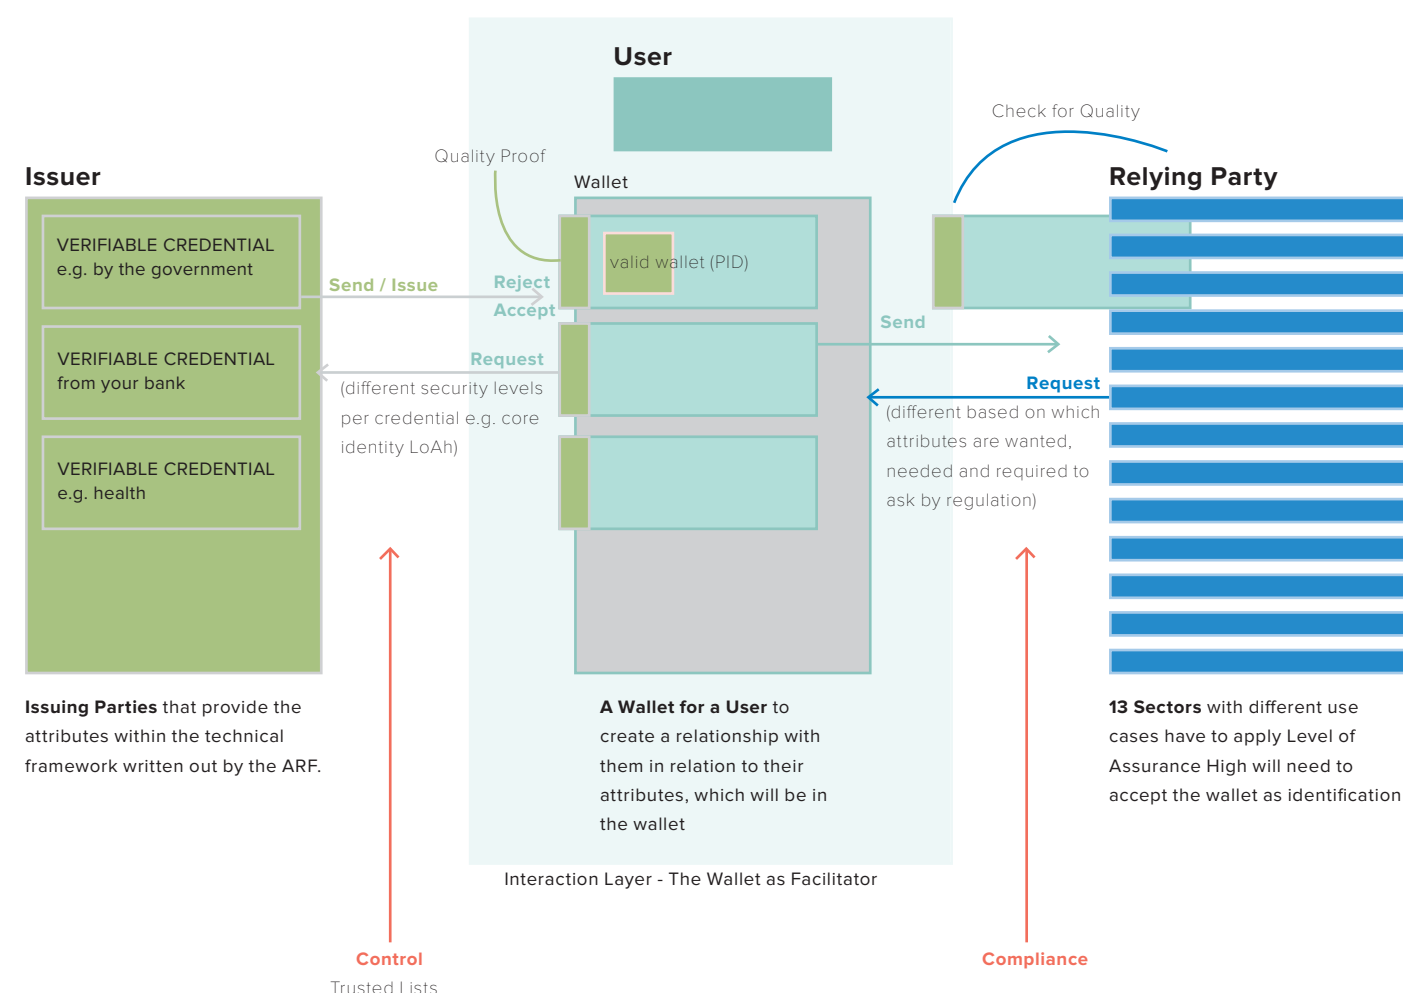 User
Check for Quality
Quality Proof
Issuer
Wallet
Relying Party
VERIFIABLE CREDENTIAL
e.g. by the government
valid wallet (PID)
Send / Issue
Reject
Accept
Send
VERIFIABLE CREDENTIAL
from your bank
Request
(different security levels
per credential e.g. core
identity LoAh)
Request
(different based on which
attributes are wanted,
needed and required to
ask by regulation)
VERIFIABLE CREDENTIAL
e.g. health
Issuing Parties that provide the
attributes within the technical
framework written out by the ARF.
A Wallet for a User to
create a relationship with
them in relation to their
attributes, which will be in
the wallet
13 Sectors with different use
cases have to apply Level of
Assurance High will need to
accept the wallet as identification
Interaction Layer - The Wallet as Facilitator
Control
Trusted Lists
Compliance